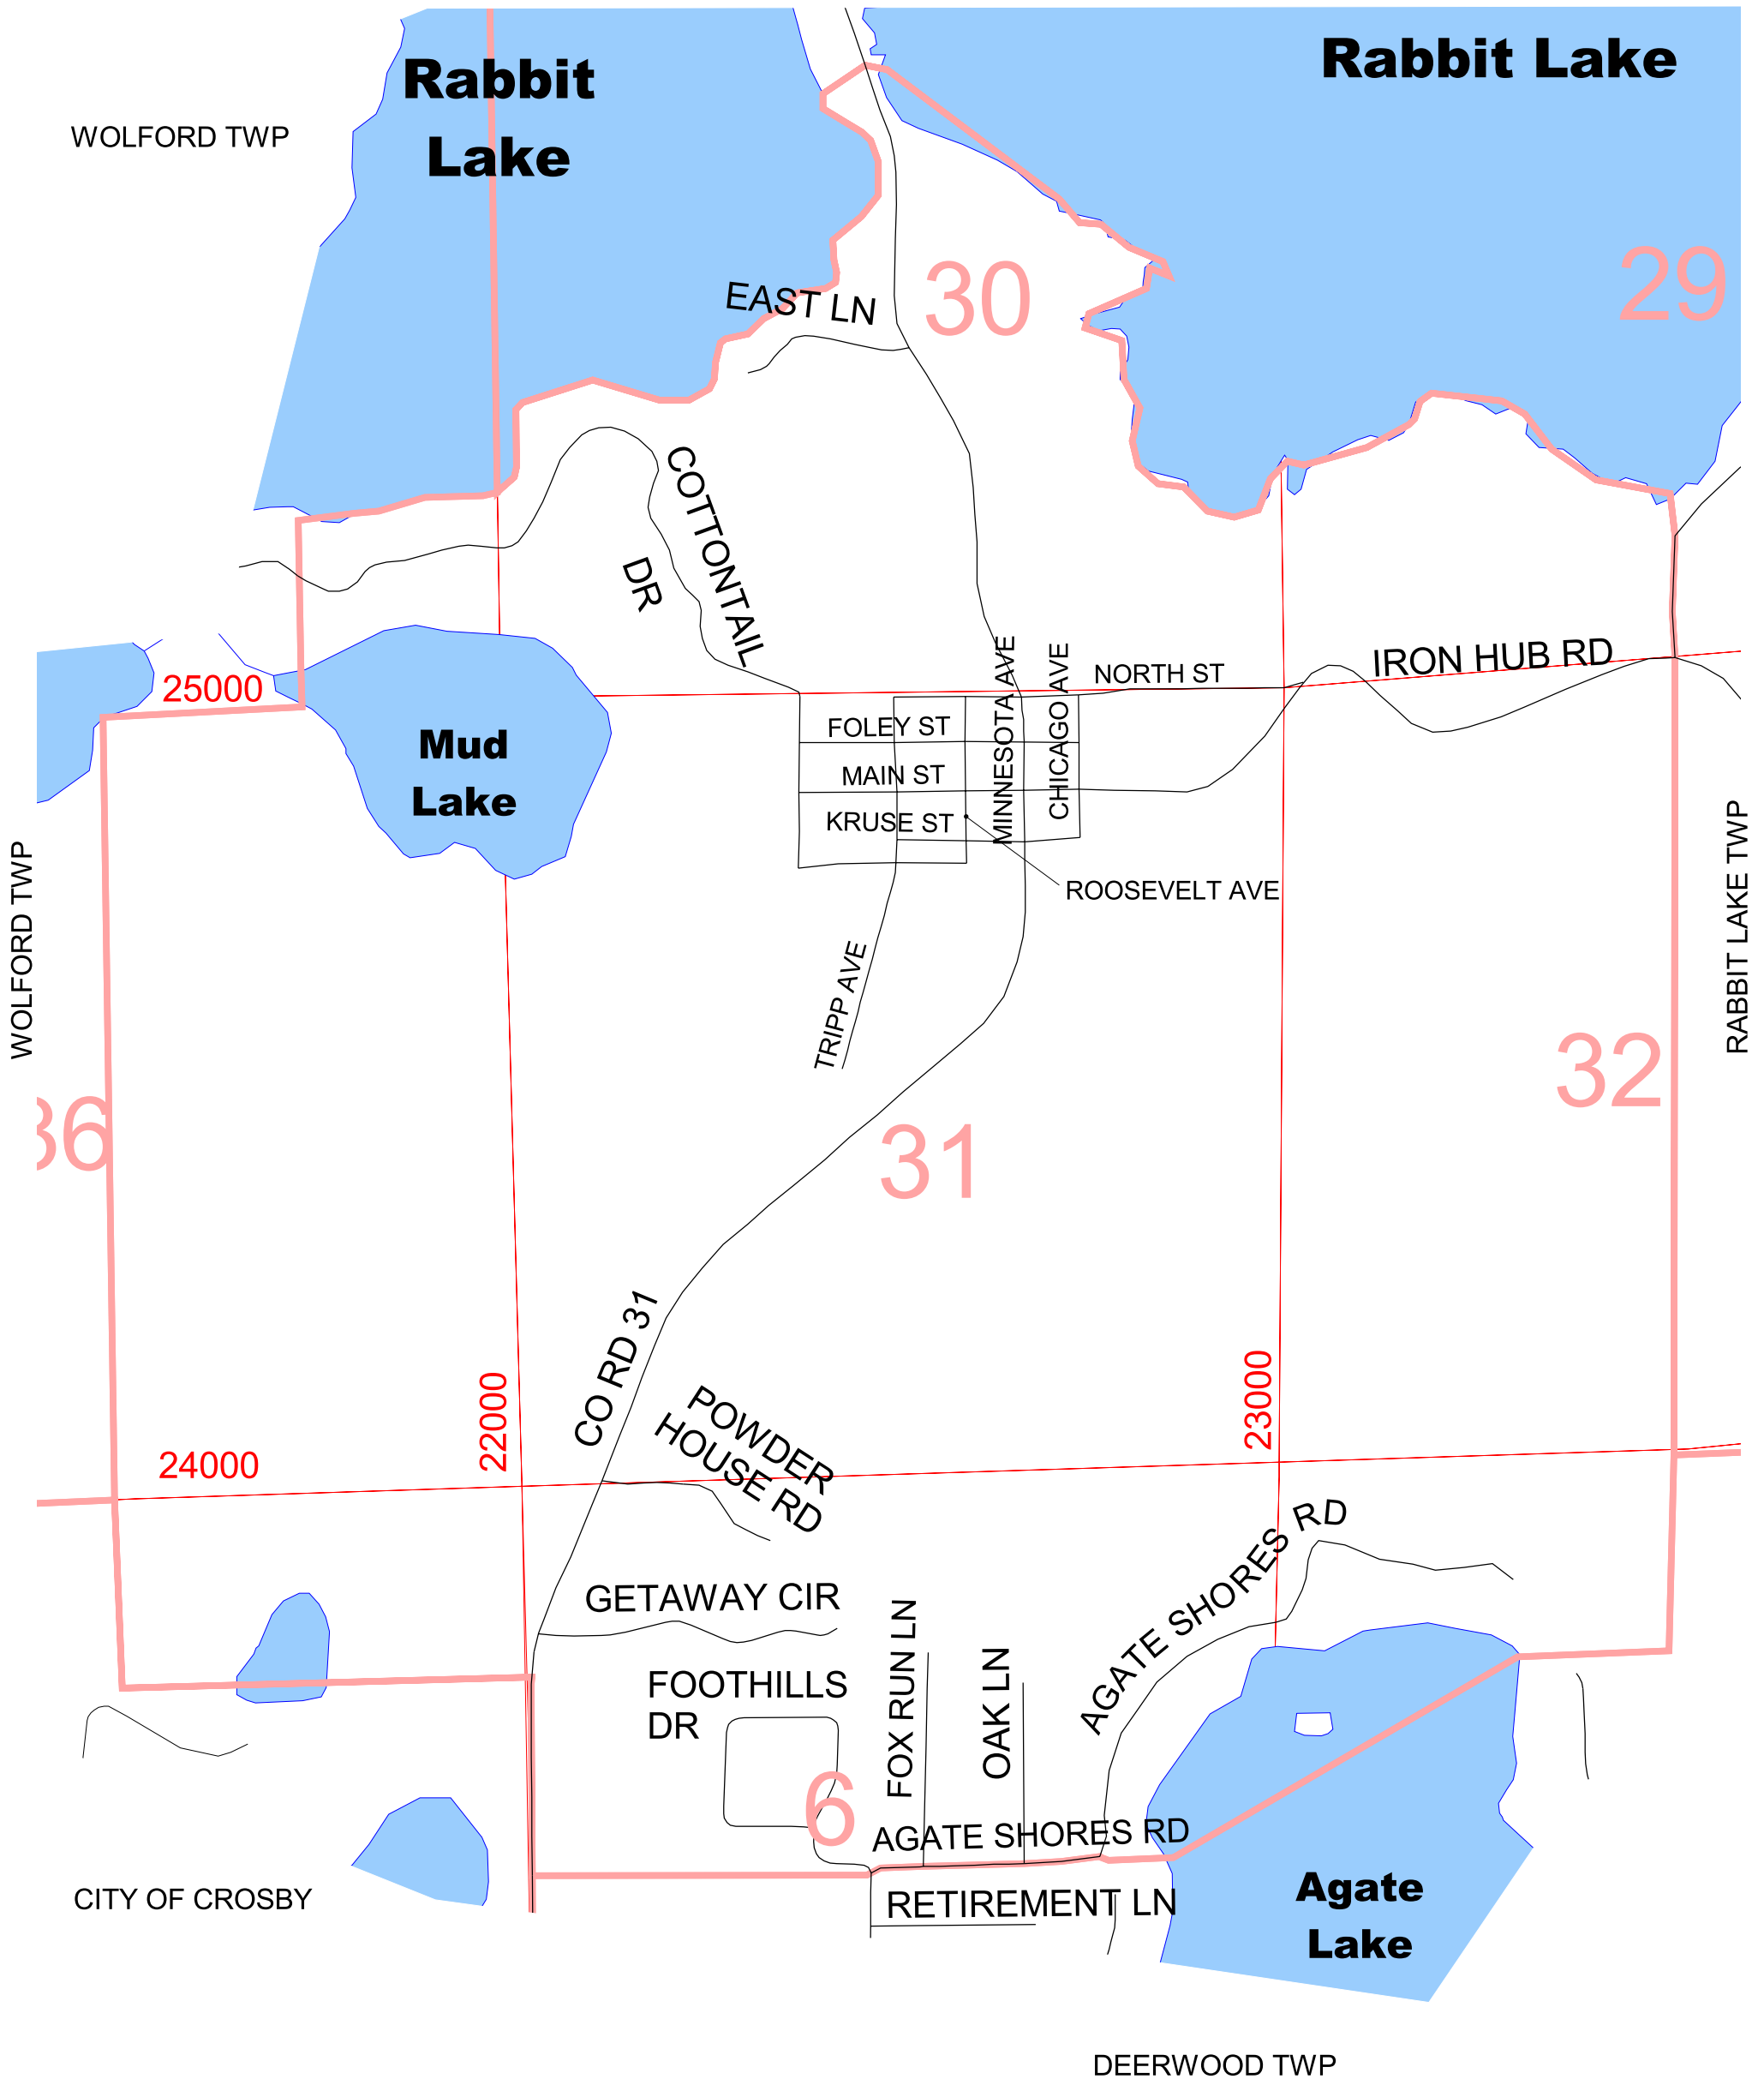 Rabbit
Lake
Rabbit Lake
WOLFORD TWP
30
29
EAST LN
COTTONTAIL
DR
MINNESOTA AVE
CHICAGO AVE
NORTH ST
IRON HUB RD
25000
FOLEY ST
Mud
Lake
MAIN ST
KRUSE ST
ROOSEVELT AVE
WOLFORD TWP
RABBIT LAKE TWP
TRIPP AVE
32
36
31
CO RD 31
22000
23000
POWDER
HOUSE RD
24000
AGATE SHORES RD
GETAWAY CIR
FOX RUN LN
OAK LN
FOOTHILLS
DR
6
AGATE SHORES RD
RETIREMENT LN
CITY OF CROSBY
Agate
Lake
DEERWOOD TWP